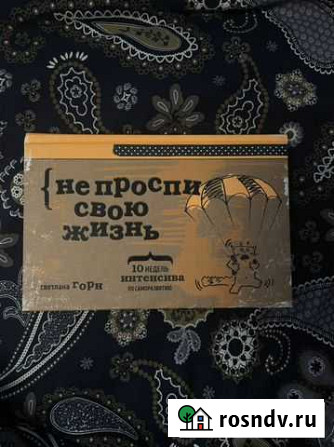 {не проспи
свою
жизнь
10 недель
интенсива
по саморазвитию
светлана горн
rosndv.ru